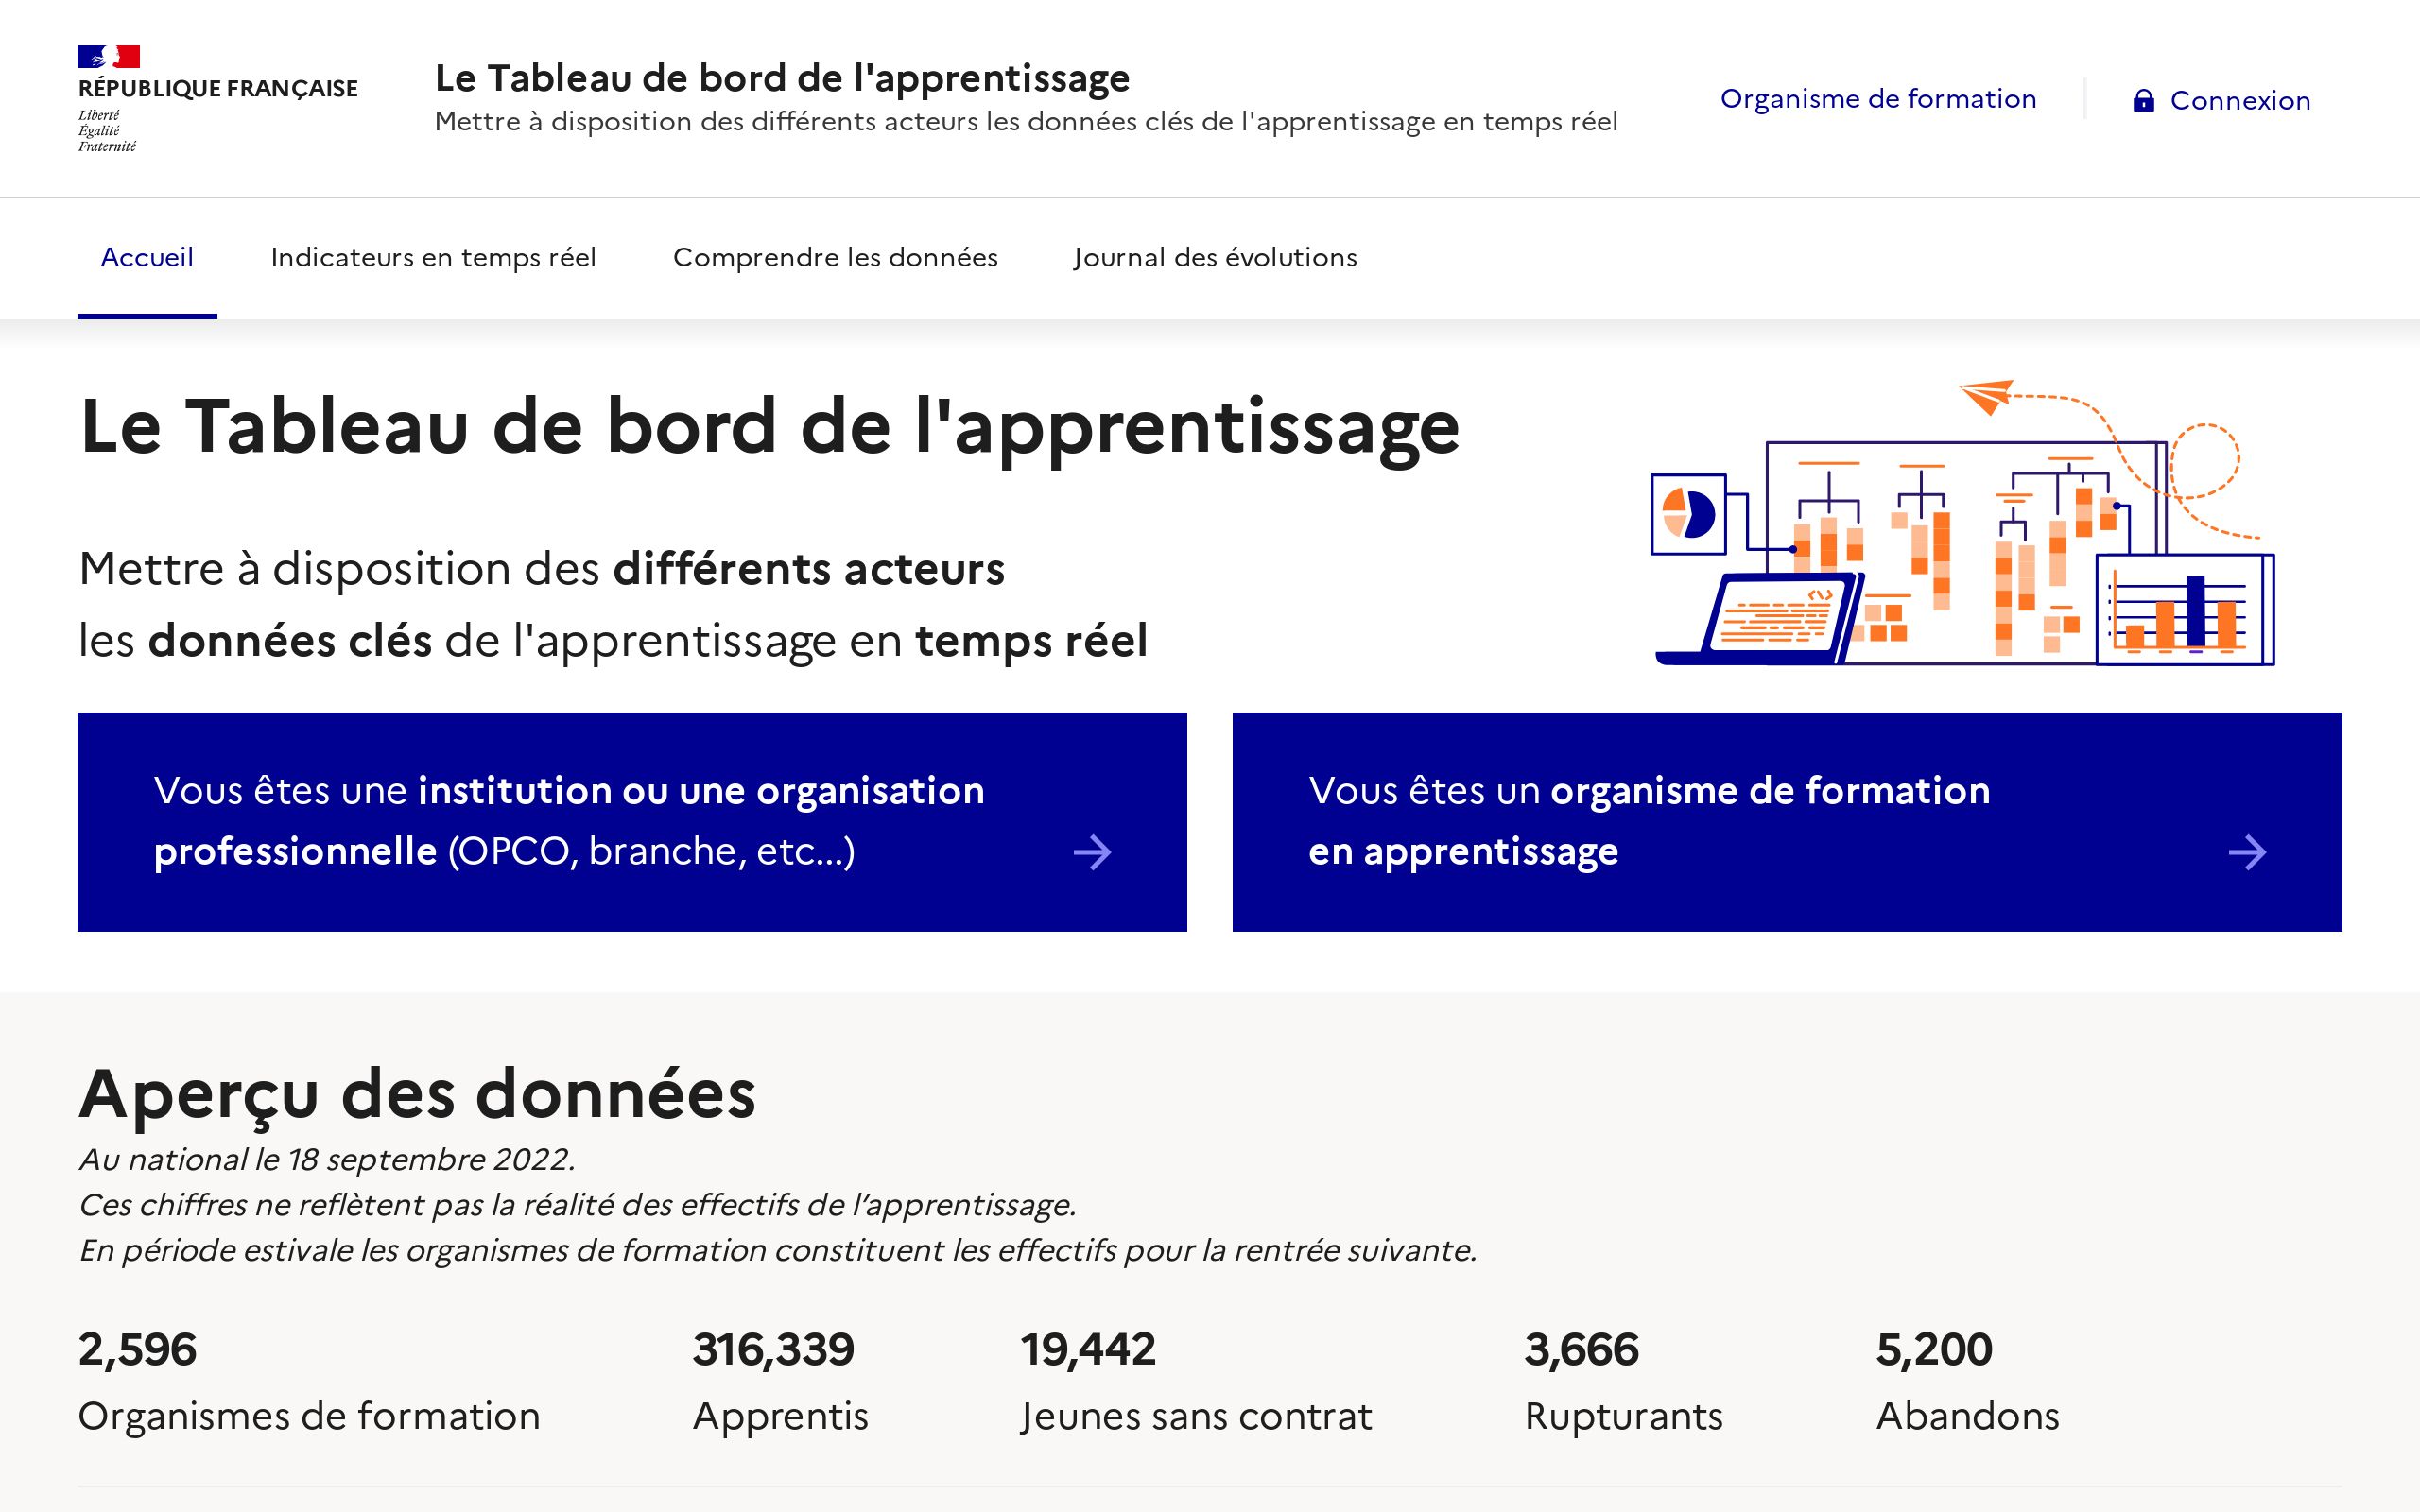 RÉPUBLIQUE FRANÇAISE
Liberté
Égalité
Fraternité
Le Tableau de bord de l'apprentissage
Mettre à disposition des différents acteurs les données clés de l'apprentissage en temps réel
Organisme de formation
Connexion
Accueil
Indicateurs en temps réel
Comprendre les données
Journal des évolutions
Le Tableau de bord de l'apprentissage
Mettre à disposition des différents acteurs
les données clés de l'apprentissage en temps réel
Vous êtes une institution ou une organisation
professionnelle (OPCO, branche, etc...)
Vous êtes un organisme de formation
en apprentissage
Aperçu des données
Au national le 18 septembre 2022.
Ces chiffres ne reflètent pas la réalité des effectifs de l’apprentissage.
En période estivale les organismes de formation constituent les effectifs pour la rentrée suivante.
2,596
Organismes de formation
316,339
Apprentis
19,442
Jeunes sans contrat
3,666
Rupturants
5,200
Abandons